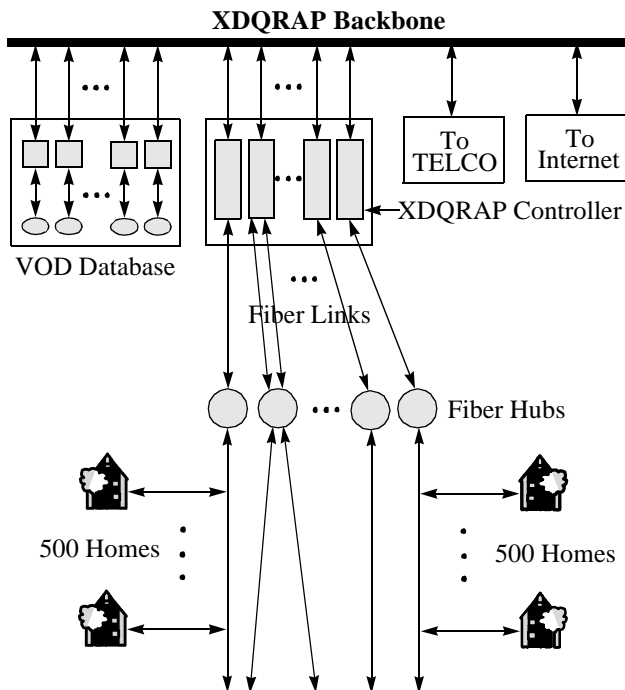 XDQRAP Backbone
To
TELCO
To
Internet
XDQRAP Controller
VOD Database
Fiber Links
Fiber Hubs
500 Homes
500 Homes